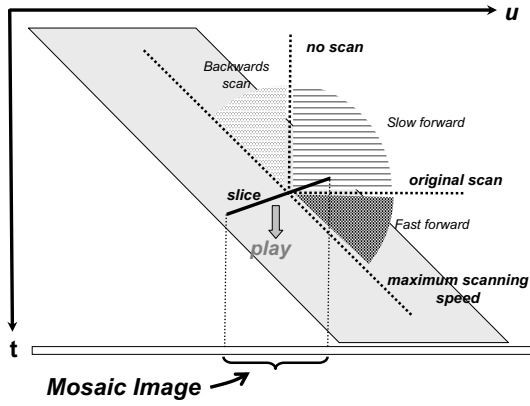 u
no scan
Backwards
scan
Slow forward
original scan
slice
Fast forward
play
maximum scanning
speed
t
Mosaic Image